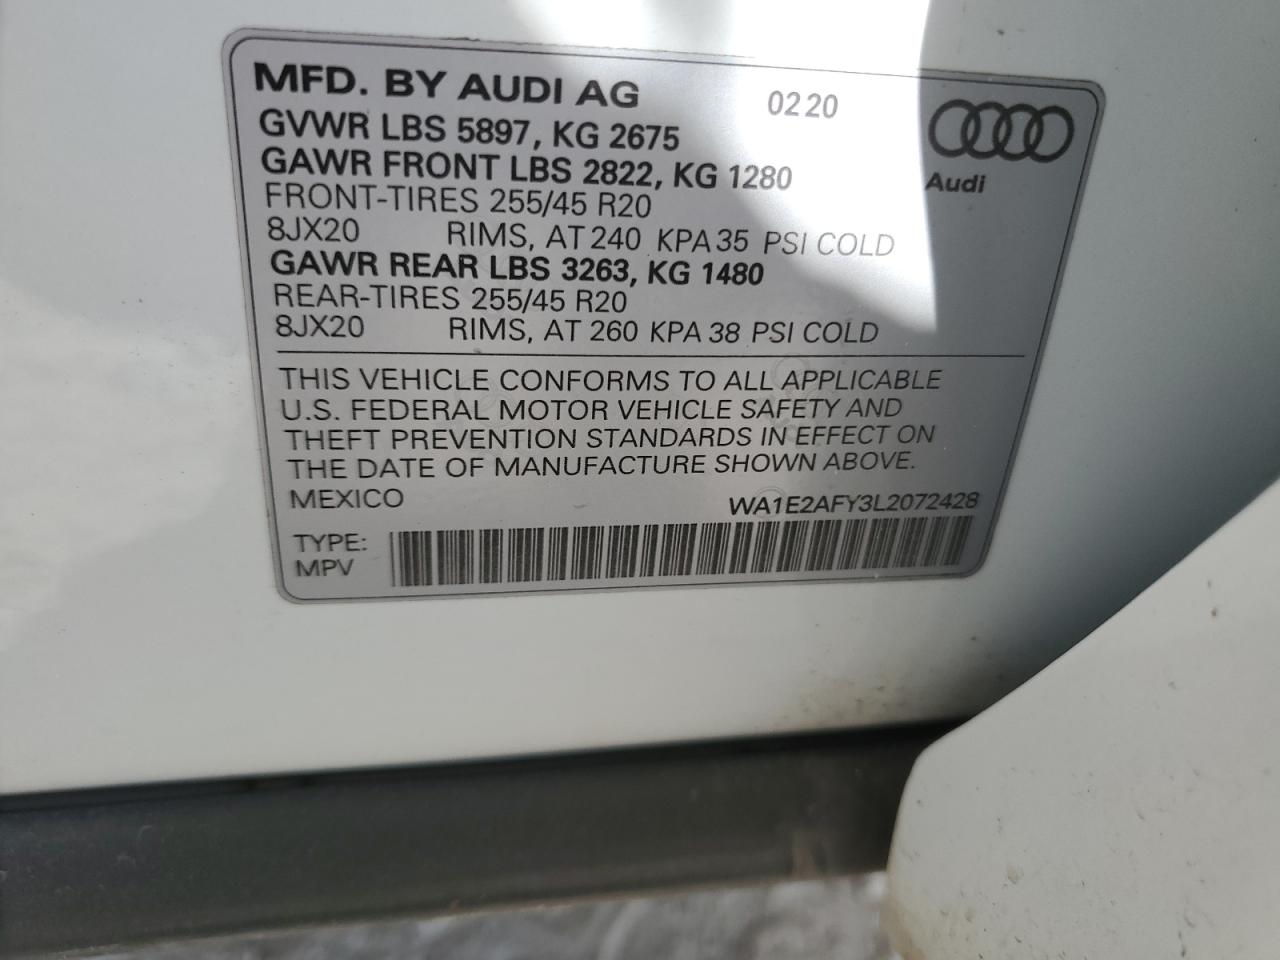 MFD. BY AUDI AG 0220
GVWR LBS 5897, KG 2675
GAWR FRONT LBS 2822, KG 1280
Audi
FRONT-TIRES 255/45 R20
8JX20 RIMS, AT 240 KPA 35 PSI COLD
GAWR REAR LBS 3263, KG 1480
REAR-TIRES 255/45 R20
8JX20 RIMS, AT 260 KPA 38 PSI COLD
THIS VEHICLE CONFORMS TO ALL APPLICABLE
U.S. FEDERAL MOTOR VEHICLE SAFETY AND
THEFT PREVENTION STANDARDS IN EFFECT ON
THE DATE OF MANUFACTURE SHOWN ABOVE.
MEXICO WA1E2AFY3L2072428
TYPE:
MPV